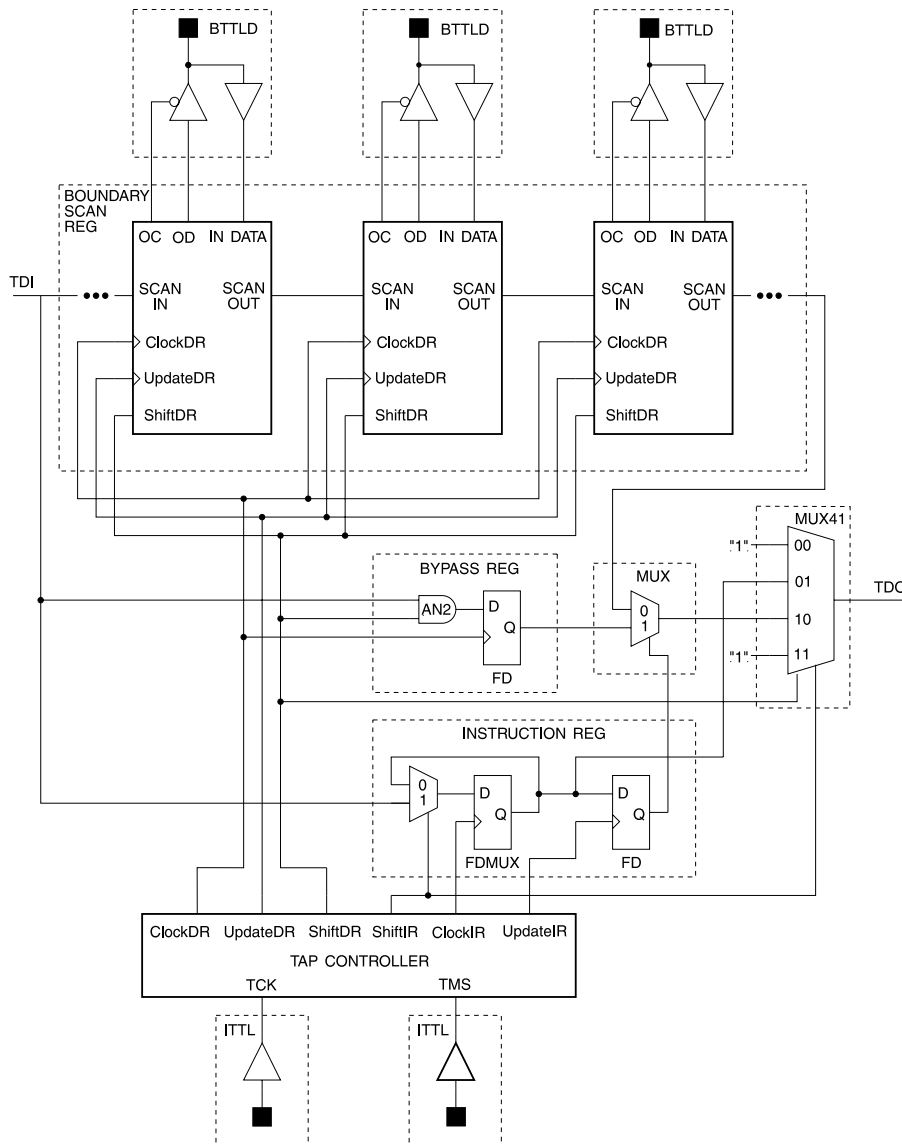 BTTLD
BTTLD
BTTLD
BOUNDARY
SCAN
REG
OC OD IN DATA
OC OD IN DATA
OC OD IN DATA
TDI
SCAN
IN
SCAN
OUT
SCAN
IN
SCAN
OUT
SCAN
IN
SCAN
OUT
ClockDR
ClockDR
ClockDR
UpdateDR
UpdateDR
UpdateDR
ShiftDR
ShiftDR
ShiftDR
MUX41
"1"
00
01
10
"1"
11
TDO
BYPASS REG
AN2
D
Q
FD
MUX
0
1
INSTRUCTION REG
0
1
D
Q
FDMUX
D
Q
FD
ClockDR UpdateDR ShiftDR ShiftIR ClockIR UpdateIR
TAP CONTROLLER
TCK
TMS
ITTL
ITTL